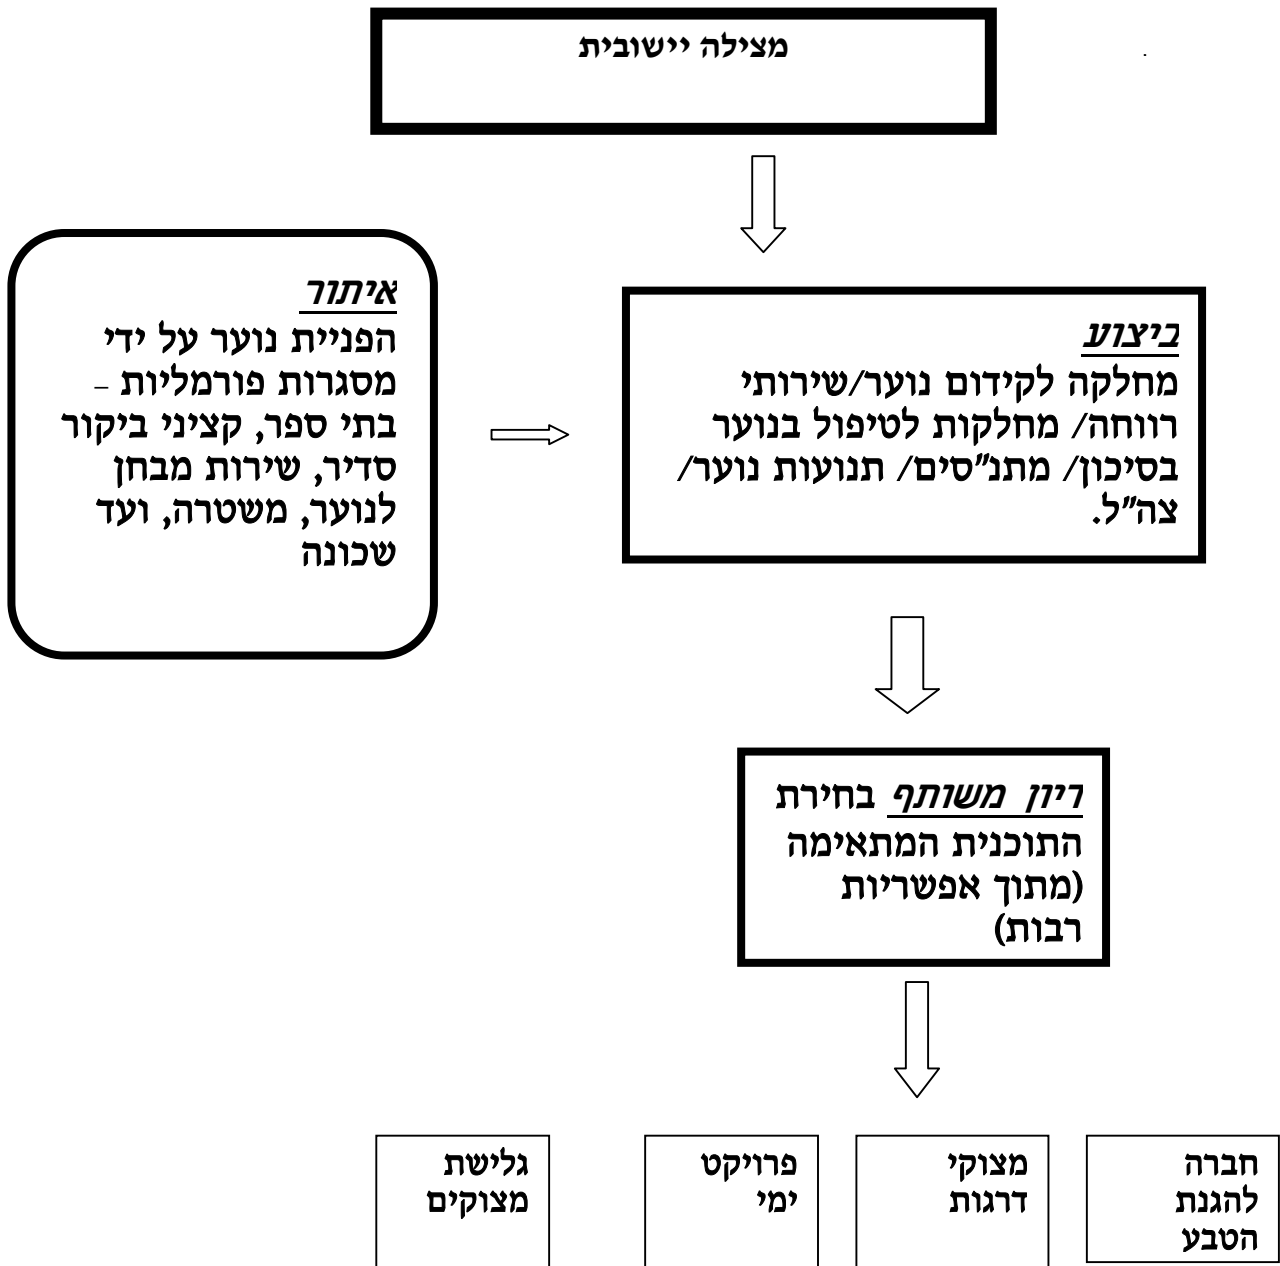 מצילה יישובית
איתור
הפניית נוער על ידי
מסגרות פורמליות –
בתי ספר, קציני ביקור
סדיר, שירות מבחן
לנוער, משטרה, ועד
שכונה
ביצוע
מחלקה לקידום נוער/שירותי
רווחה/ מחלקות לטיפול בנוער
בסיכון/ מתנ"סים/ תנועות נוער/
צה"ל.
ריון משותף בחירת
התוכנית המתאימה
(מתוך אפשריות
רבות)
חברה
להגנת
הטבע
מצוקי
דרגות
פרויקט
ימי
גלישת
מצוקים